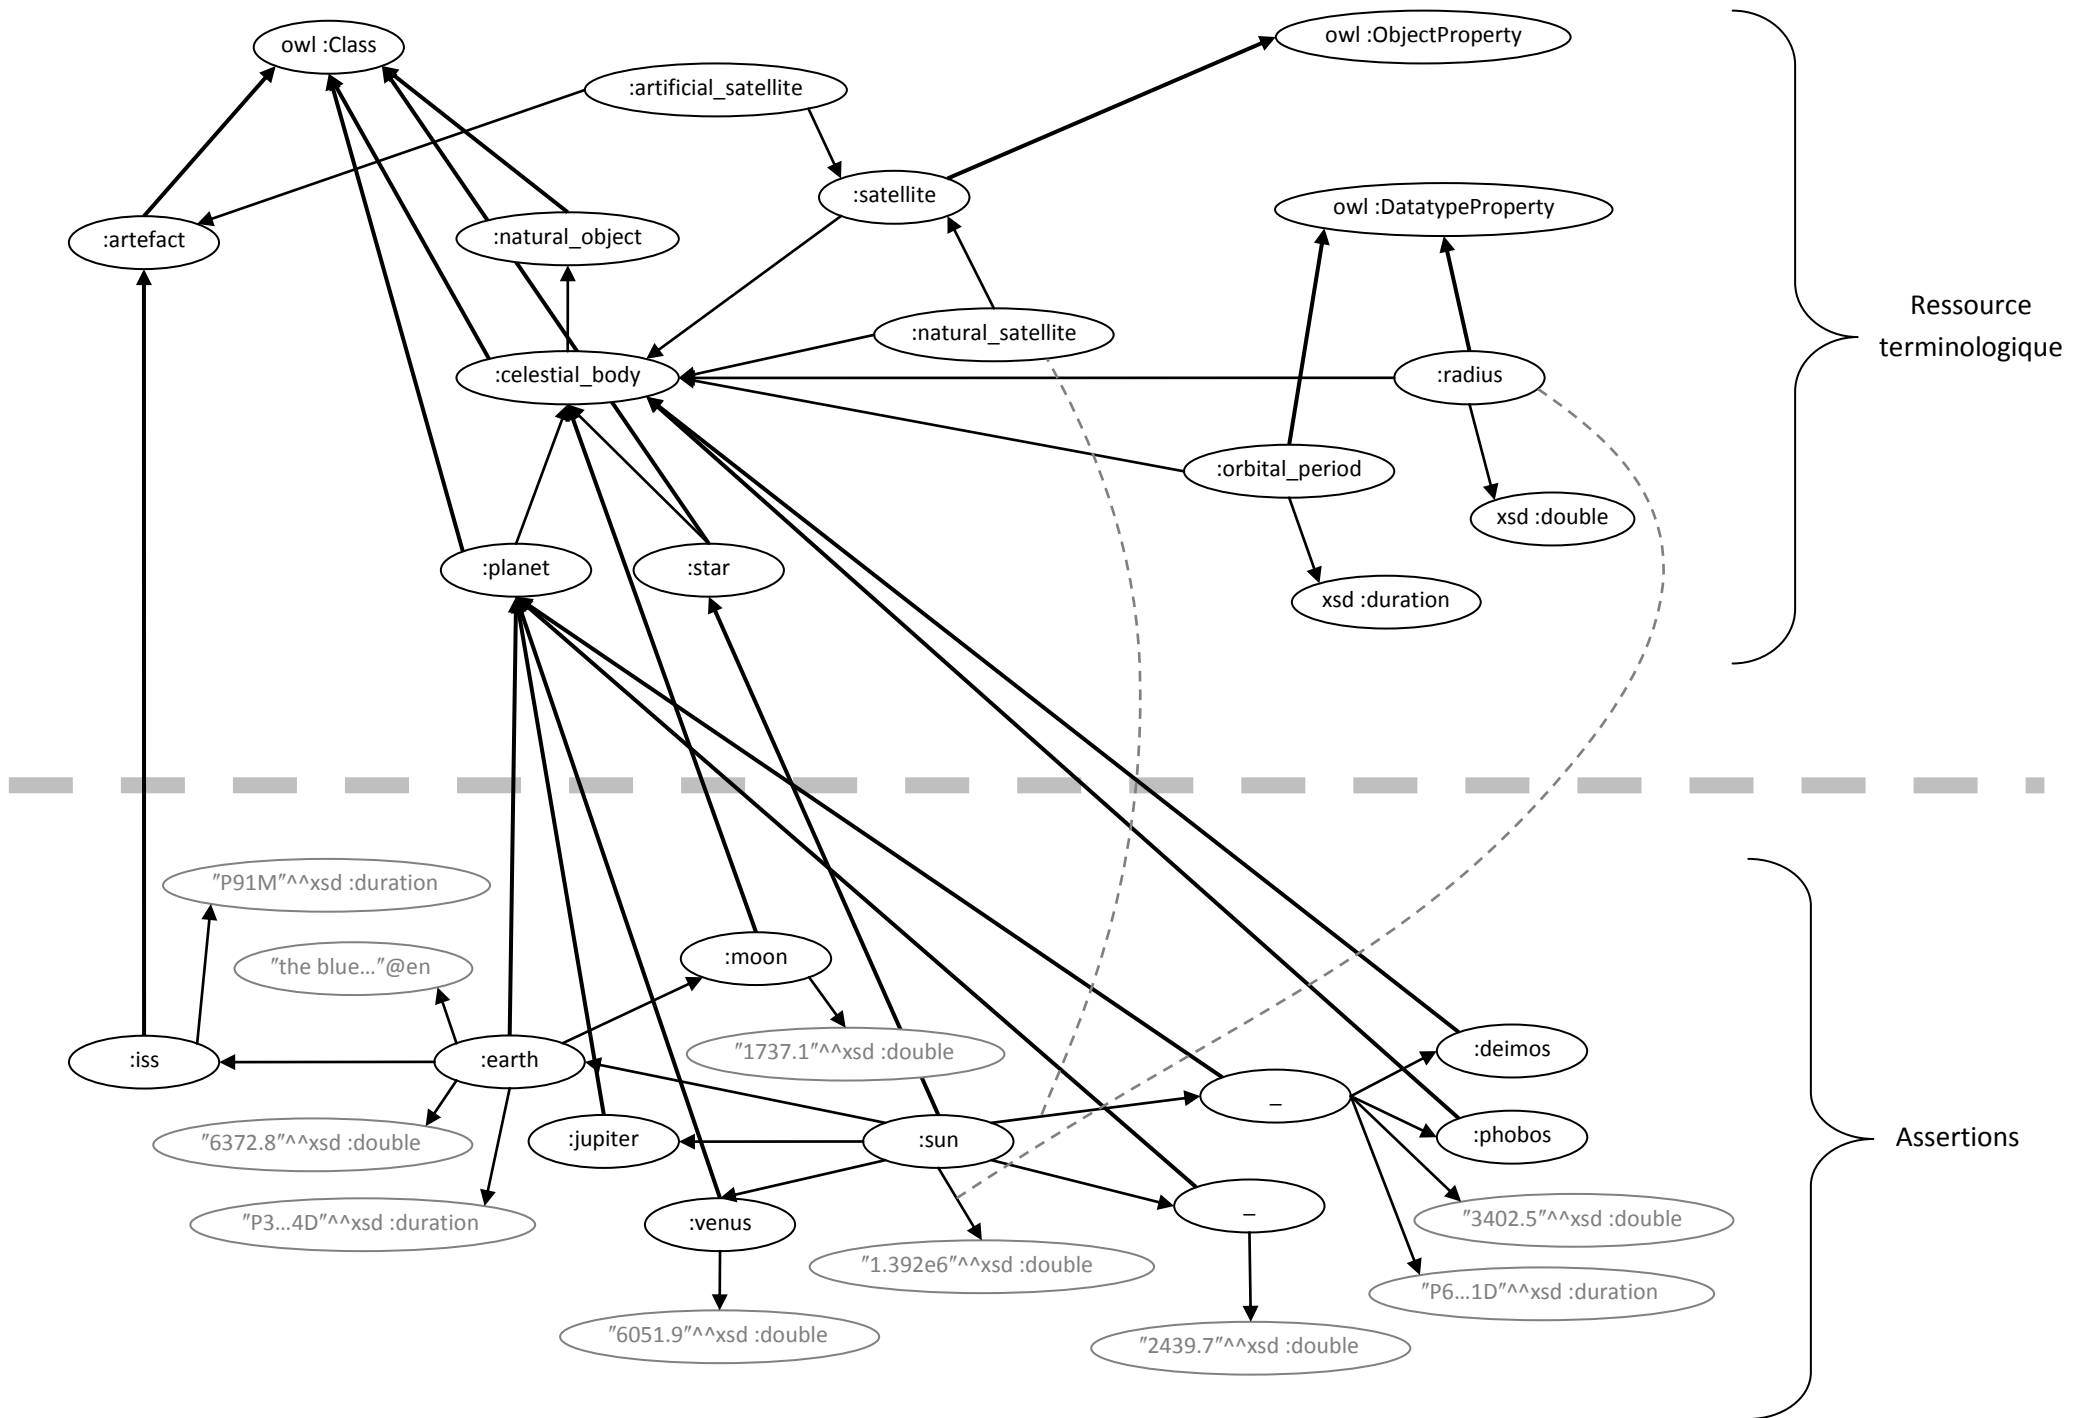 owl :Class
owl :ObjectProperty
:artificial_satellite
:satellite
owl :DatatypeProperty
:artefact
:natural_object
Ressource
terminologique
:natural_satellite
:celestial_body
:radius
:orbital_period
xsd :double
:planet
:star
xsd :duration
″P91M″^^xsd :duration
″the blue…″@en
:moon
:iss
:earth
″1737.1″^^xsd :double
:deimos
_
″6372.8″^^xsd :double
:jupiter
:sun
:phobos
Assertions
″P3…4D″^^xsd :duration
:venus
_
″3402.5″^^xsd :double
″1.392e6″^^xsd :double
″P6…1D″^^xsd :duration
″6051.9″^^xsd :double
″2439.7″^^xsd :double